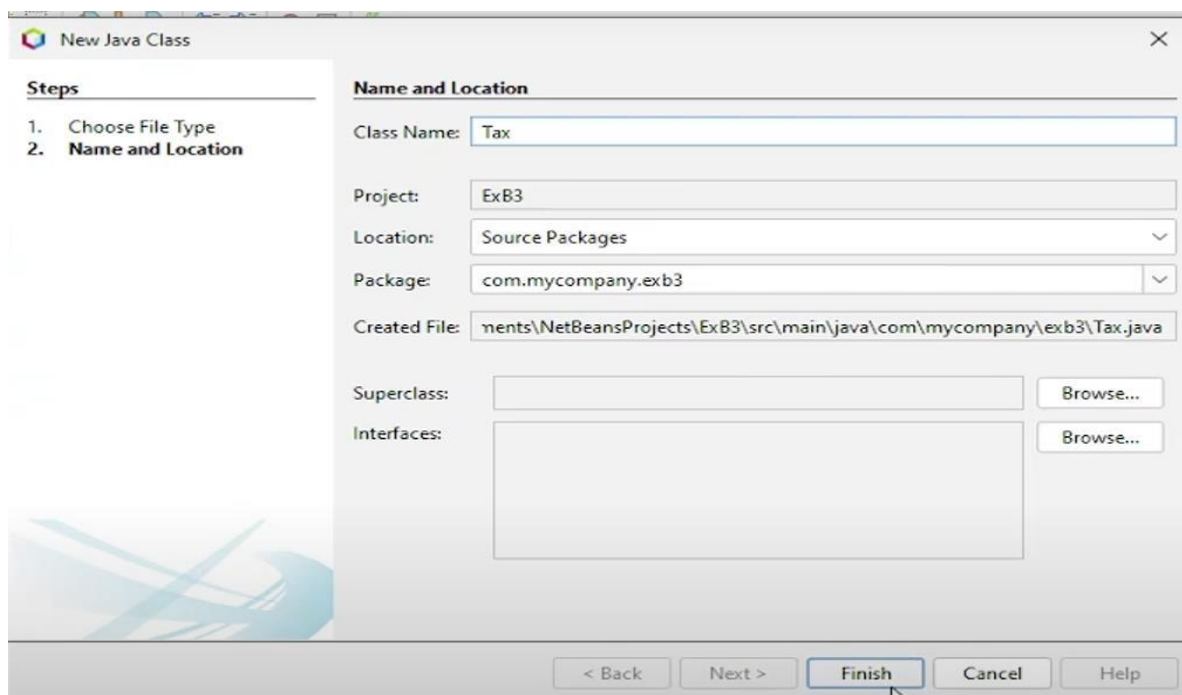 New Java Class
Steps
1. Choose File Type
2. Name and Location
Name and Location
Class Name: Tax
Project: ExB3
Location: Source Packages
Package: com.mycompany.exb3
Created File: ments\NetBeansProjects\ExB3\src\main\java\com\mycompany\exb3\Tax.java
Superclass: Browse...
Interfaces: Browse...
< Back Next > Finish Cancel Help